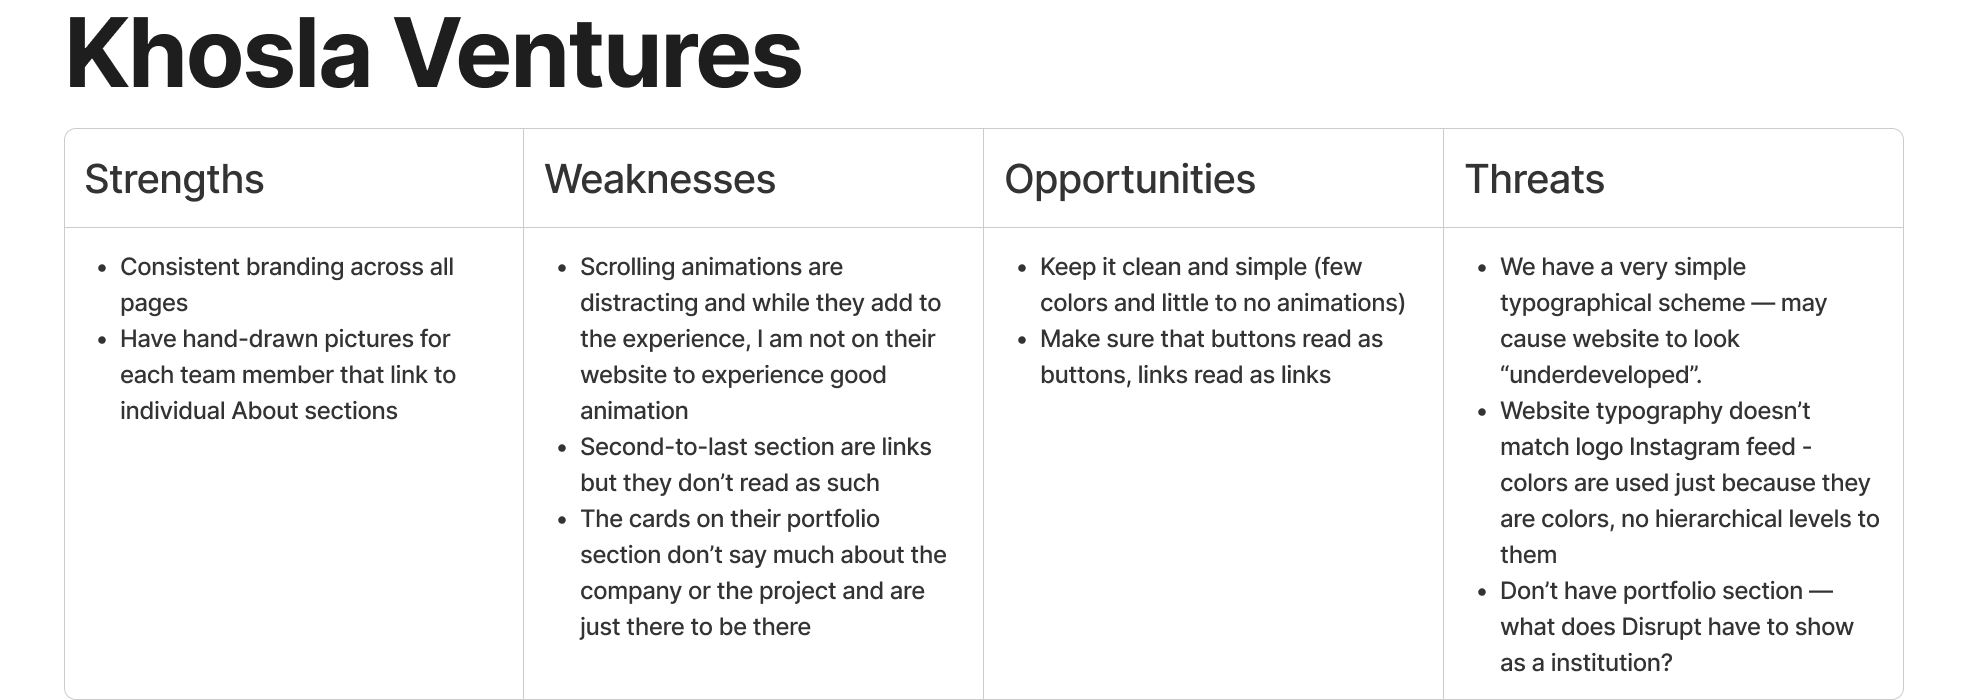 Khosla Ventures
Strengths
Weaknesses
Opportunities
Threats
• Consistent branding across all
pages
• Have hand-drawn pictures for
each team member that link to
individual About sections
• Scrolling animations are
distracting and while they add to
the experience, I am not on their
website to experience good
animation
• Second-to-last section are links
but they don’t read as such
• The cards on their portfolio
section don’t say much about the
company or the project and are
just there to be there
• Keep it clean and simple (few
colors and little to no animations)
• Make sure that buttons read as
buttons, links read as links
• We have a very simple
typographical scheme — may
cause website to look
“underdeveloped”.
• Website typography doesn’t
match logo Instagram feed -
colors are used just because they
are colors, no hierarchical levels to
them
• Don’t have portfolio section —
what does Disrupt have to show
as a institution?